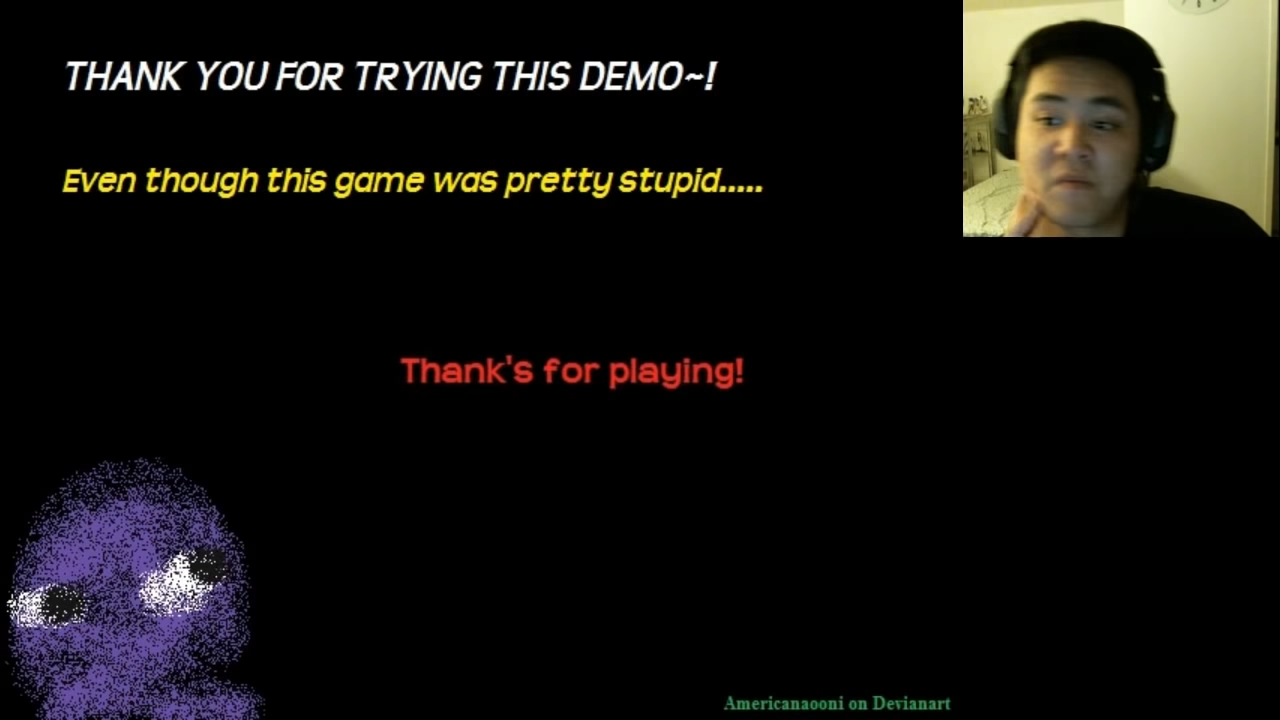 THANK YOU FOR TRYING THIS DEMO~!
Even though this game was pretty stupid.....
Thank's for playing!
Americanaooni on Devianart